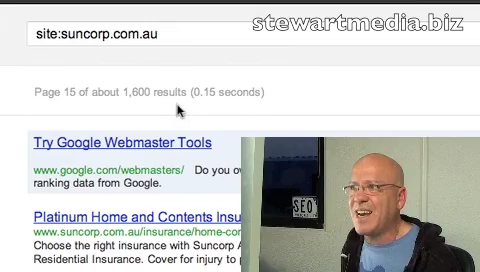 stewartmedia.biz
site:suncorp.com.au
Page 15 of about 1,600 results (0.15 seconds)
Try Google Webmaster Tools
www.google.com/webmasters/ Do you ow
ranking data from Google.
Platinum Home and Contents Insu
www.suncorp.com.au/insurance/home-con
Choose the right insurance with Suncorp A
Residential Insurance. Cover for injury to p
SEO